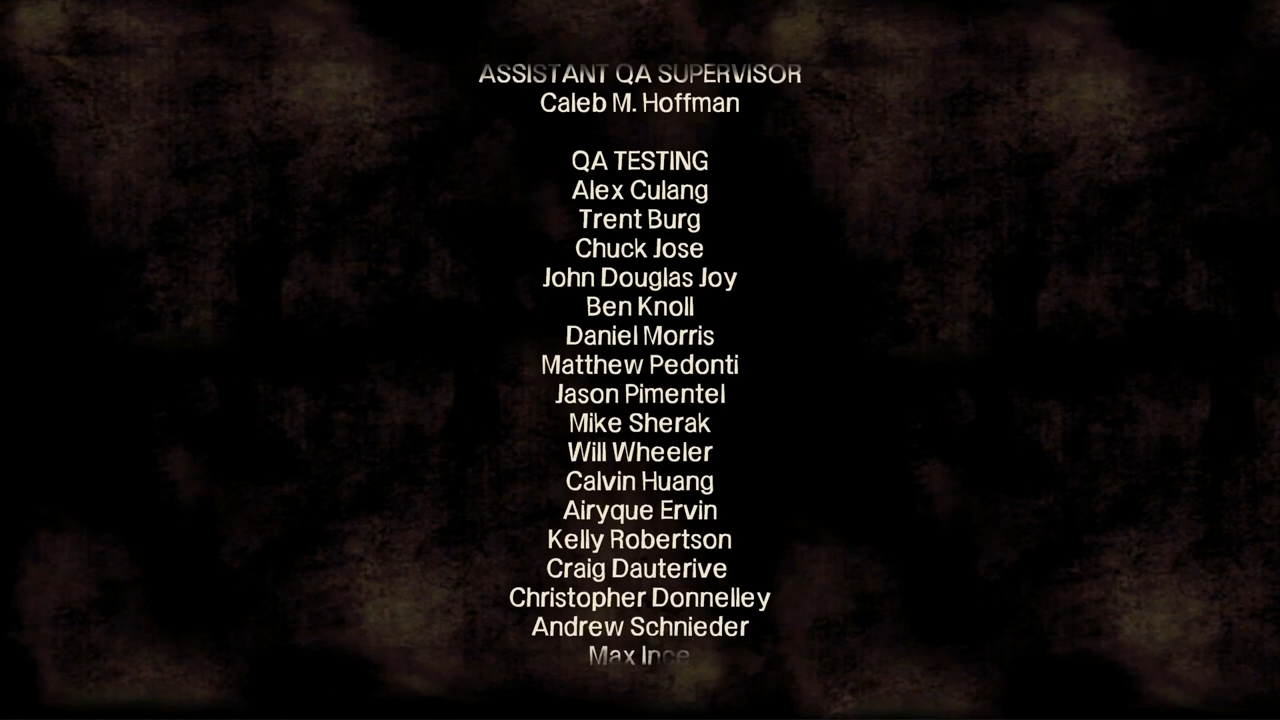 ASSISTANT QA SUPERVISOR
Caleb M. Hoffman
QA TESTING
Alex Culang
Trent Burg
Chuck Jose
John Douglas Joy
Ben Knoll
Daniel Morris
Matthew Pedonti
Jason Pimentel
Mike Sherak
Will Wheeler
Calvin Huang
Airyque Ervin
Kelly Robertson
Craig Dauterive
Christopher Donnelley
Andrew Schnieder
Max Ince